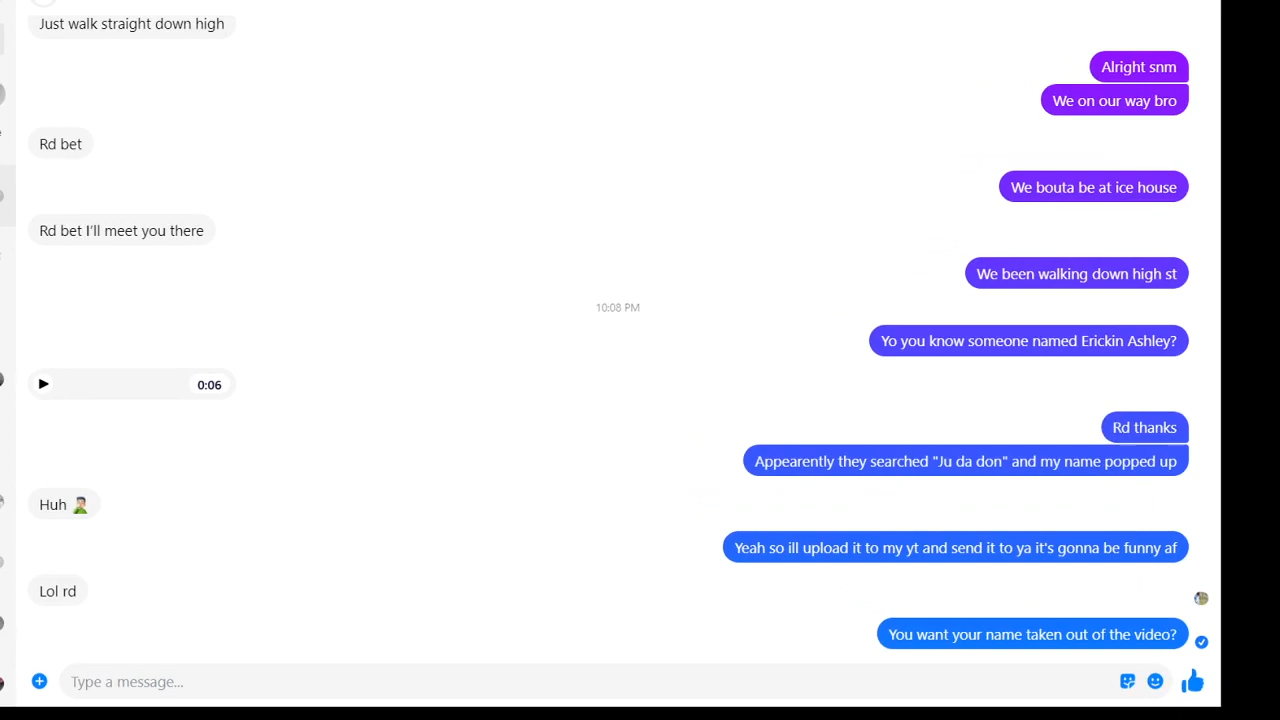 Just walk straight down high
Alright snm
We on our way bro
Rd bet
We bouta be at ice house
Rd bet I'll meet you there
We been walking down high st
10:08 PM
Yo you know someone named Erickin Ashley?
0:06
Rd thanks
Appearently they searched "Ju da don" and my name popped up
Huh 🤦🏻‍♂️
Yeah so ill upload it to my yt and send it to ya it's gonna be funny af
Lol rd
You want your name taken out of the video?
Type a message...